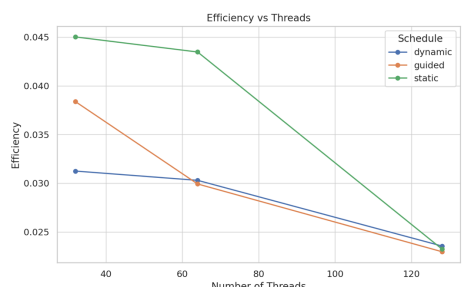 Efficiency vs Threads
Schedule
dynamic
guided
static
Efficiency
0.045
0.040
0.035
0.030
0.025
40 60 80 100 120
Number of Threads